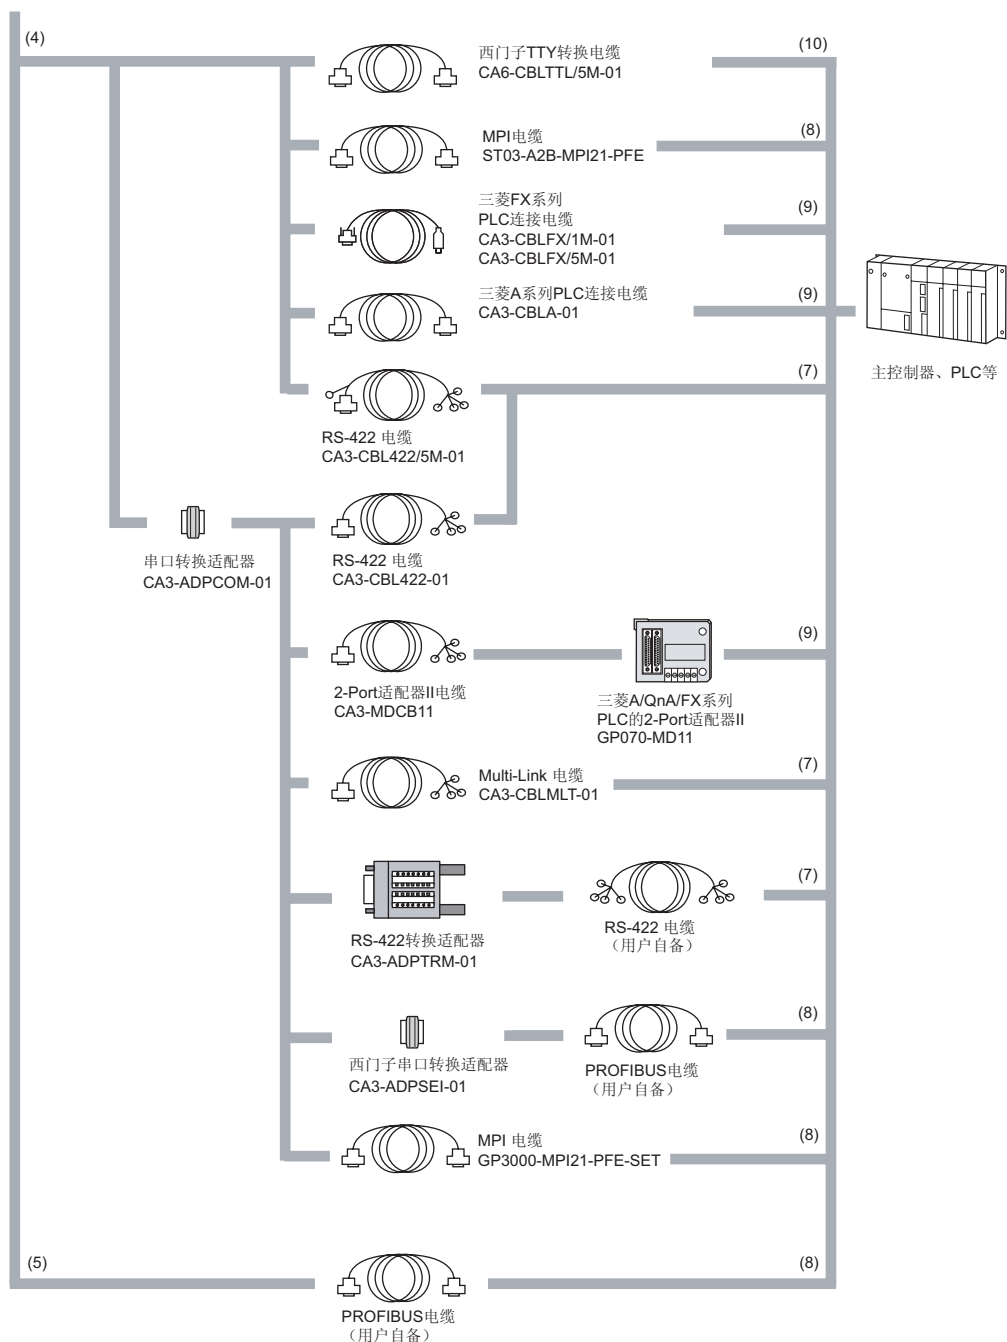 (4)
西门子TTY转换电缆
CA6-CBLTTL/5M-01
(10)
MPI电缆
ST03-A2B-MPI21-PFE
(8)
三菱FX系列
PLC连接电缆
CA3-CBLFX/1M-01
CA3-CBLFX/5M-01
(9)
三菱A系列PLC连接电缆
CA3-CBLA-01
(9)
主控制器、PLC等
(7)
RS-422 电缆
CA3-CBL422/5M-01
串口转换适配器
CA3-ADPCOM-01
RS-422 电缆
CA3-CBL422-01
(9)
2-Port适配器II电缆
CA3-MDCB11
三菱A/QnA/FX系列
PLC的2-Port适配器II
GP070-MD11
Multi-Link 电缆
CA3-CBLMLT-01
(7)
(7)
RS-422转换适配器
CA3-ADPTRM-01
RS-422 电缆
（用户自备）
(8)
西门子串口转换适配器
CA3-ADPSEI-01
PROFIBUS电缆
（用户自备）
MPI 电缆
GP3000-MPI21-PFE-SET
(8)
(5)
(8)
PROFIBUS电缆
（用户自备）